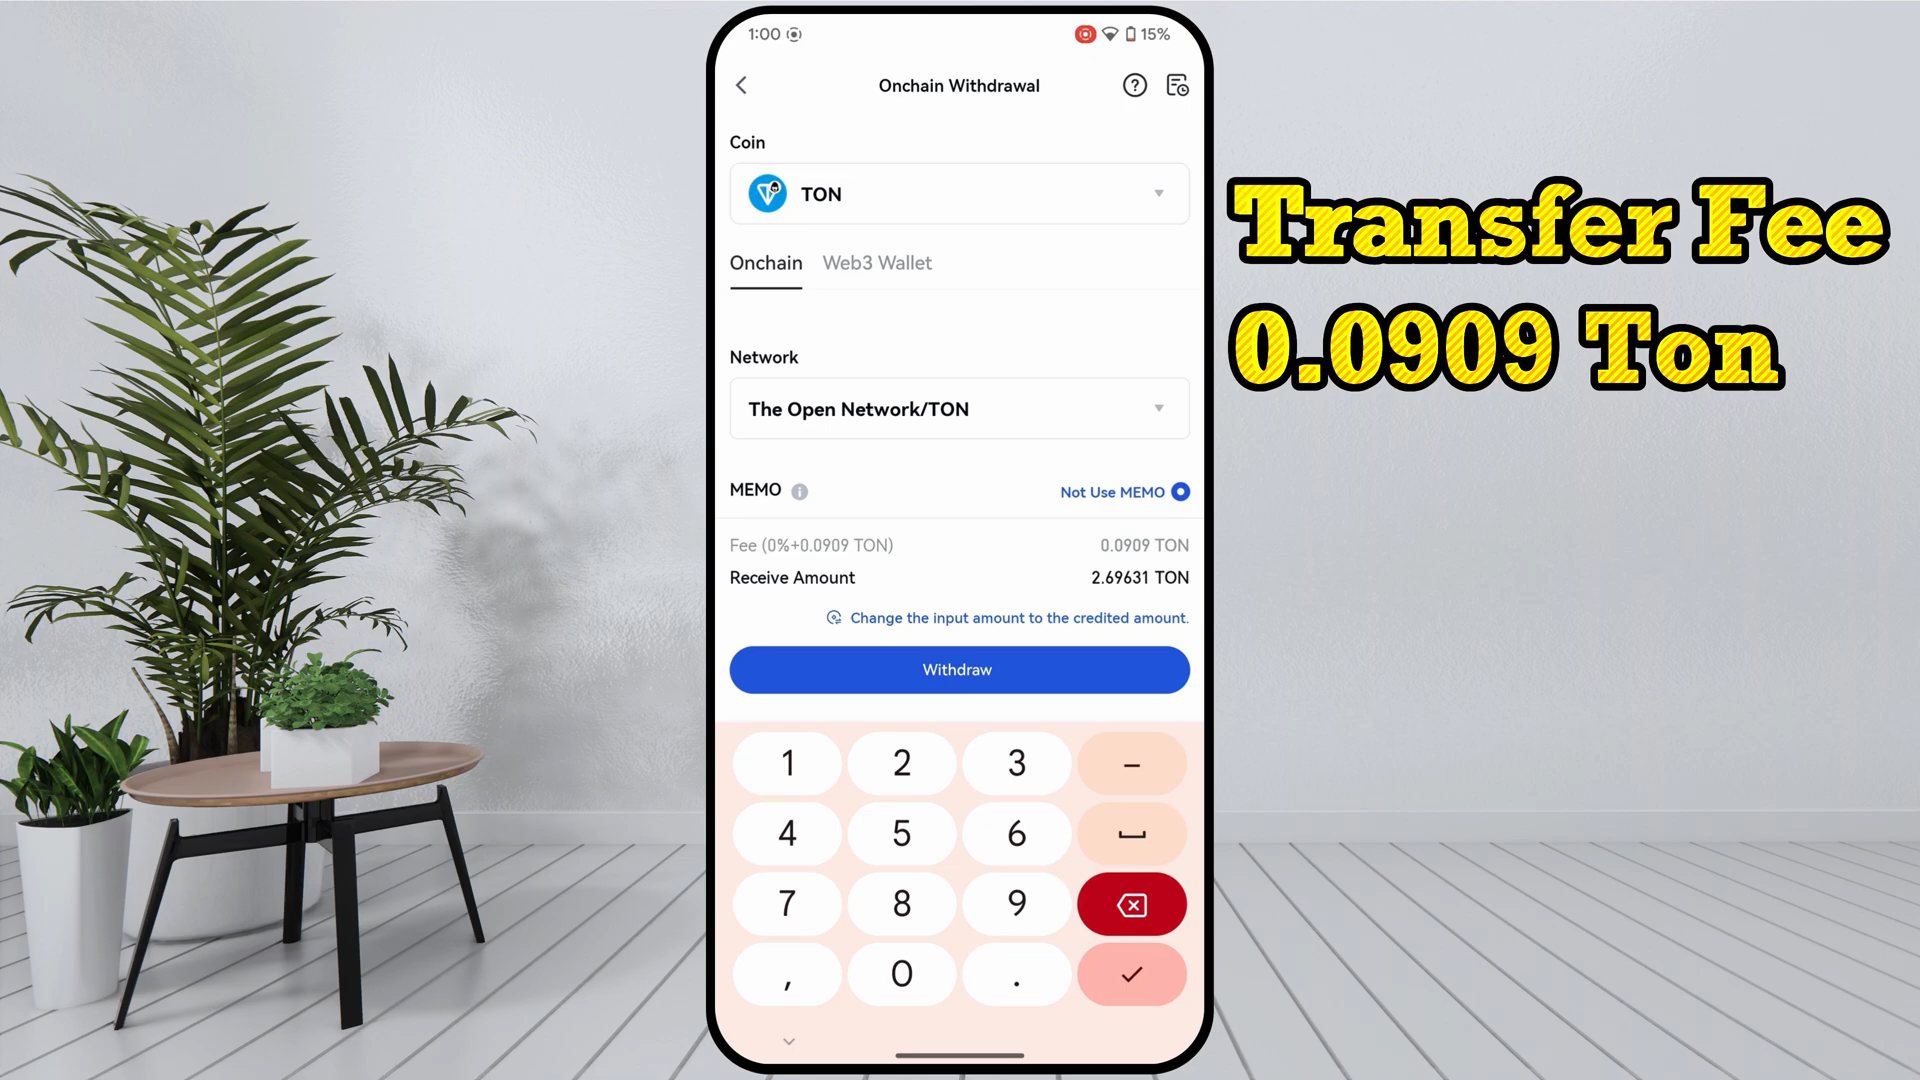 1:00
15%
Onchain Withdrawal
Coin
TON
Onchain Web3 Wallet
Network
The Open Network/TON
MEMO Not Use MEMO
Fee (0%+0.0909 TON) 0.0909 TON
Receive Amount 2.69631 TON
Change the input amount to the credited amount.
Withdraw
1 2 3 –
4 5 6
7 8 9
, 0 .
Transfer Fee
0.0909 Ton